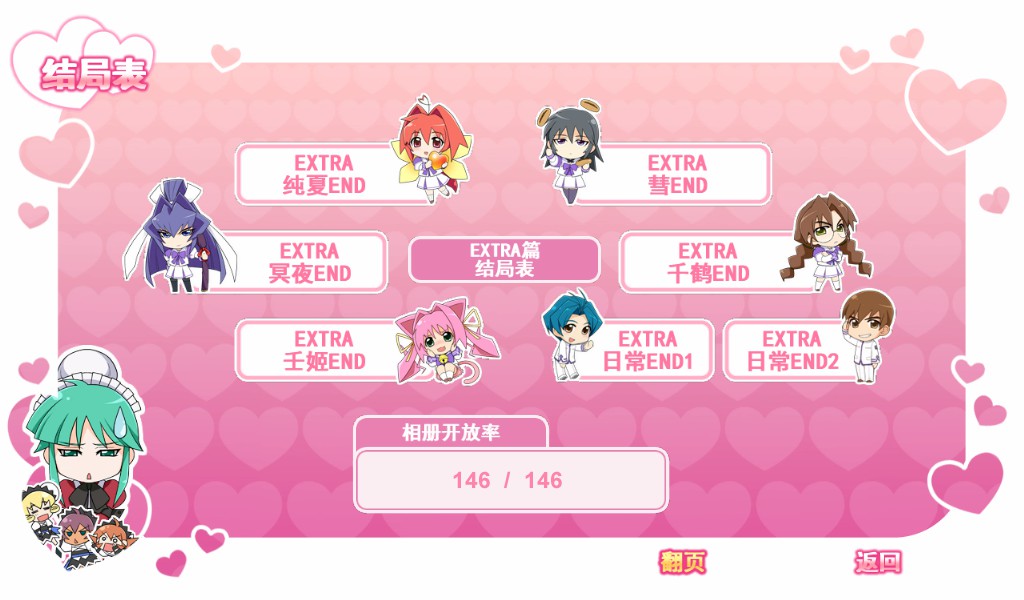 结局表
EXTRA
纯夏END
EXTRA
彗END
EXTRA
冥夜END
EXTRA篇
结局表
EXTRA
千鹤END
EXTRA
壬姬END
EXTRA
日常END1
EXTRA
日常END2
相册开放率
146 / 146
翻页
返回